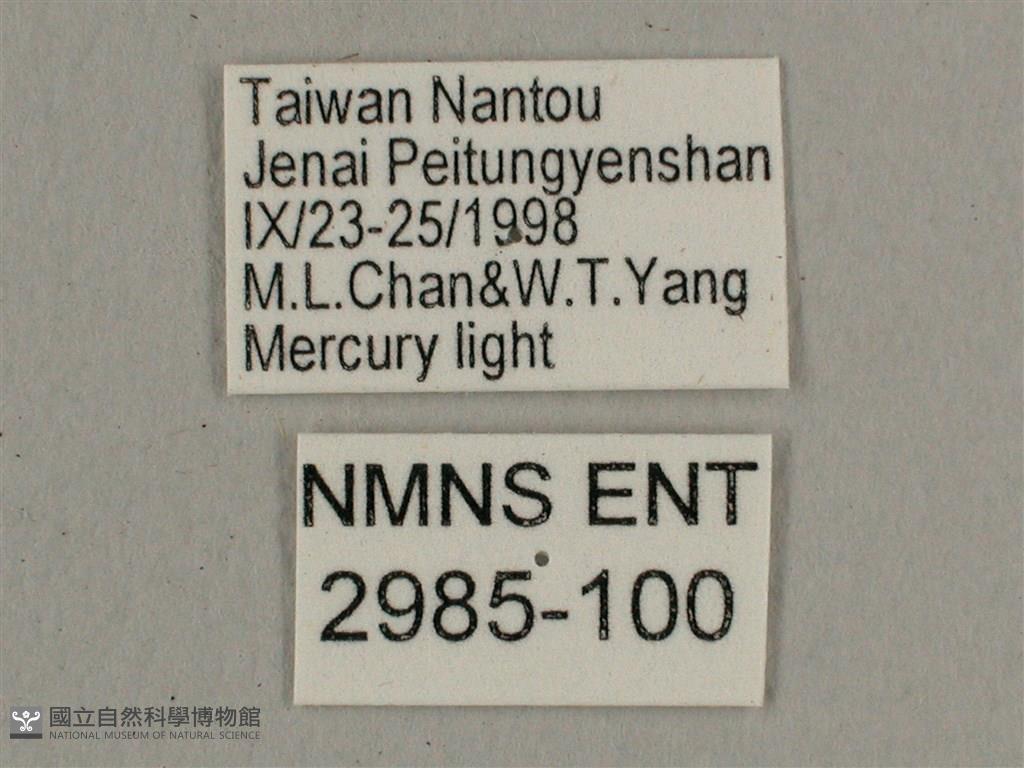 Taiwan Nantou
Jenai Peitungyenshan
IX/23-25/1998
M.L.Chan&W.T.Yang
Mercury light
NMNS ENT
2985-100
國立自然科學博物館
NATIONAL MUSEUM OF NATURAL SCIENCE